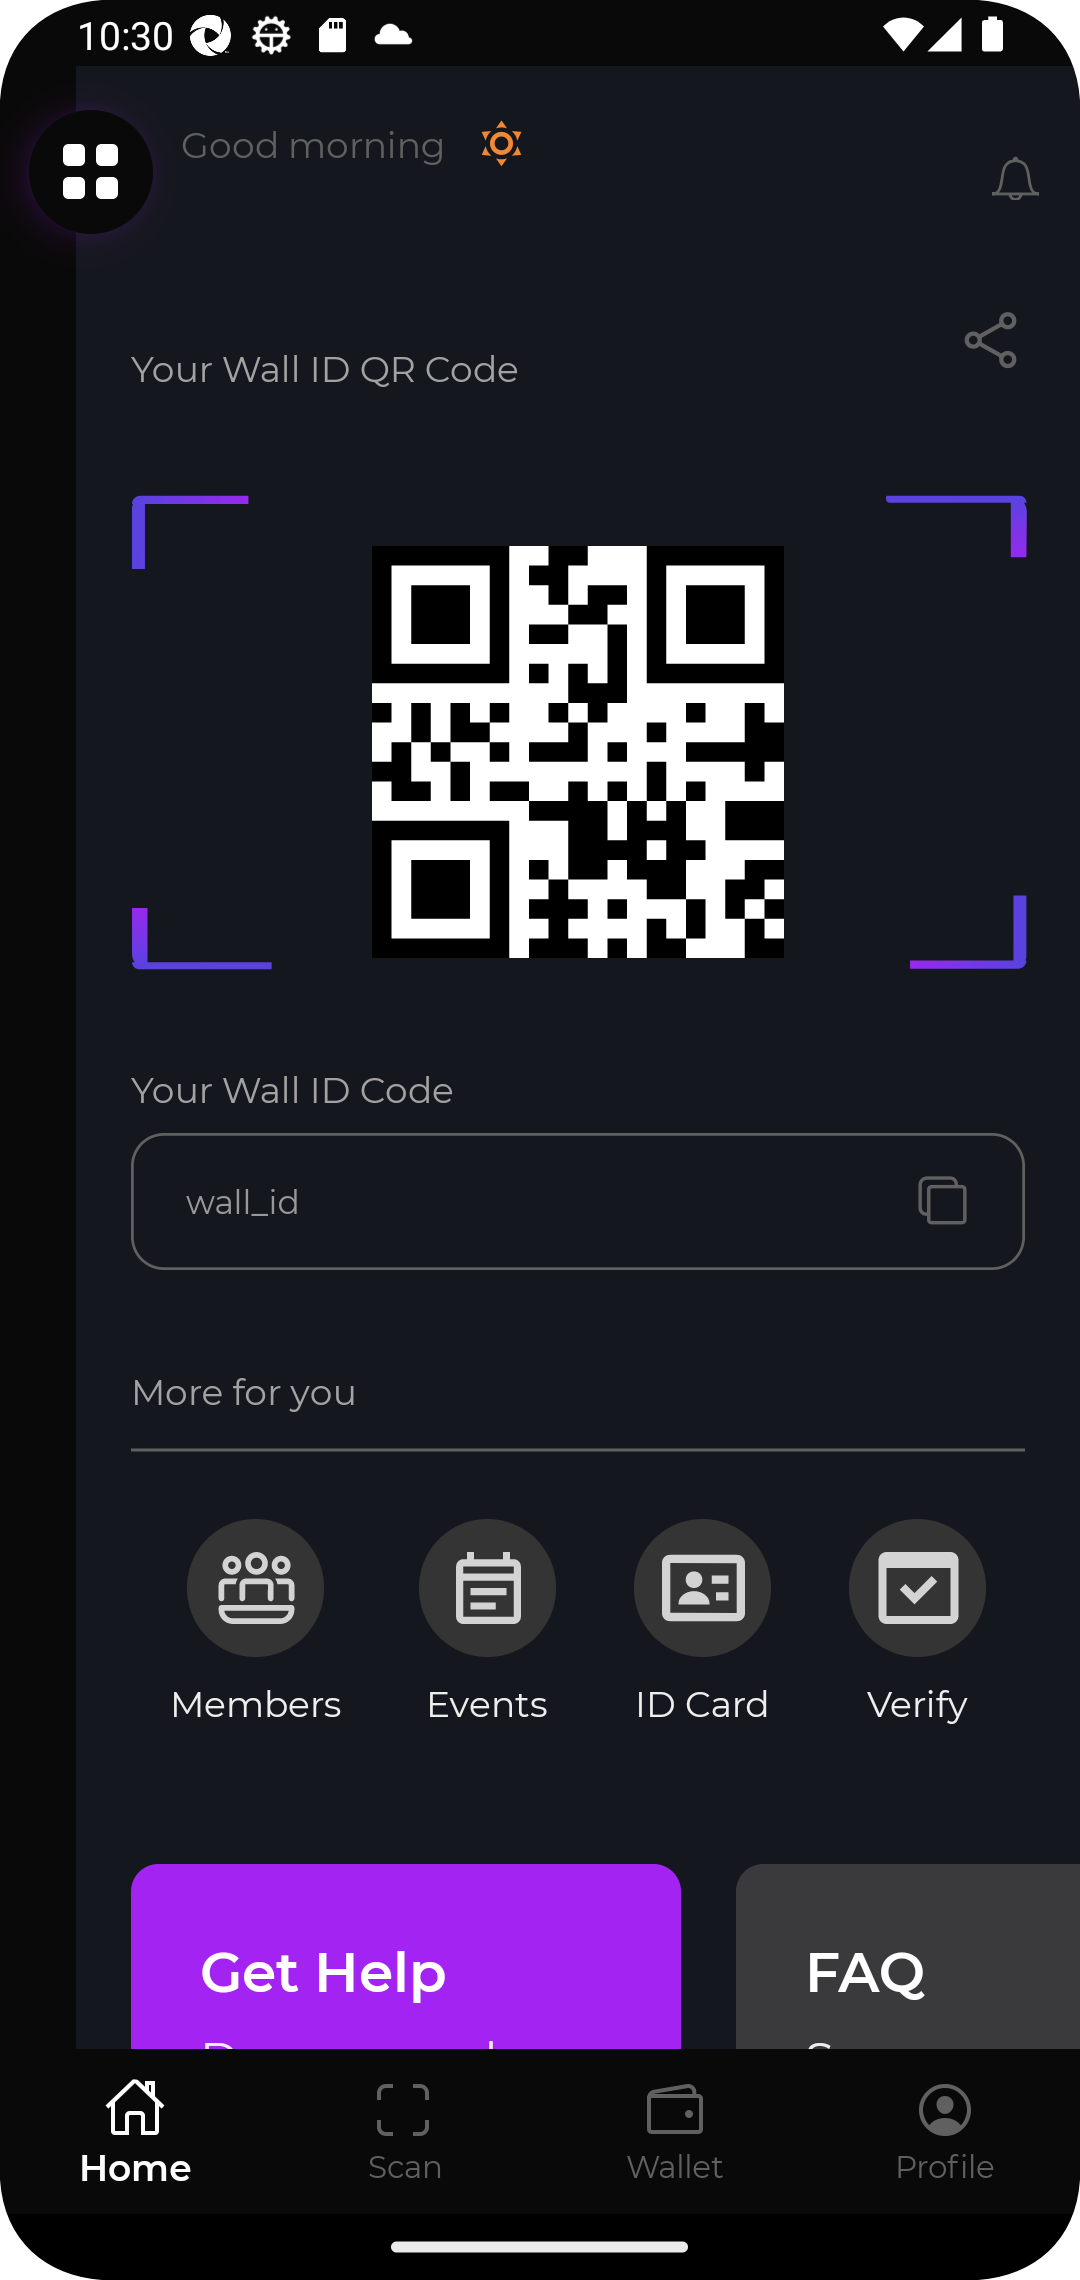 10:30
Good morning
Your Wall ID QR Code
Your Wall ID Code
wall_id
More for you
Members Events ID Card Verify
Get Help FAQ
Home Scan Wallet Profile